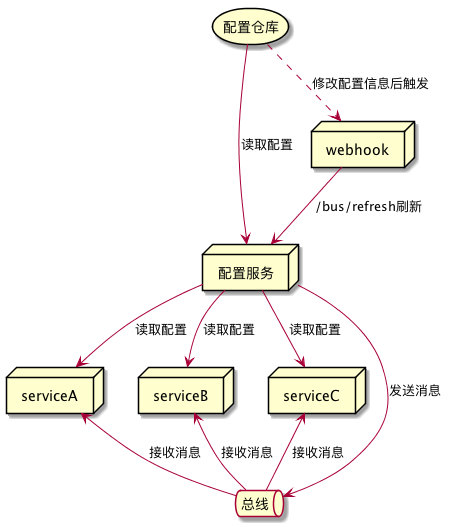 配置仓库
修改配置信息后触发
读取配置
webhook
/bus/refresh刷新
配置服务
读取配置
读取配置
读取配置
发送消息
serviceA
serviceB
serviceC
接收消息
接收消息
接收消息
总线